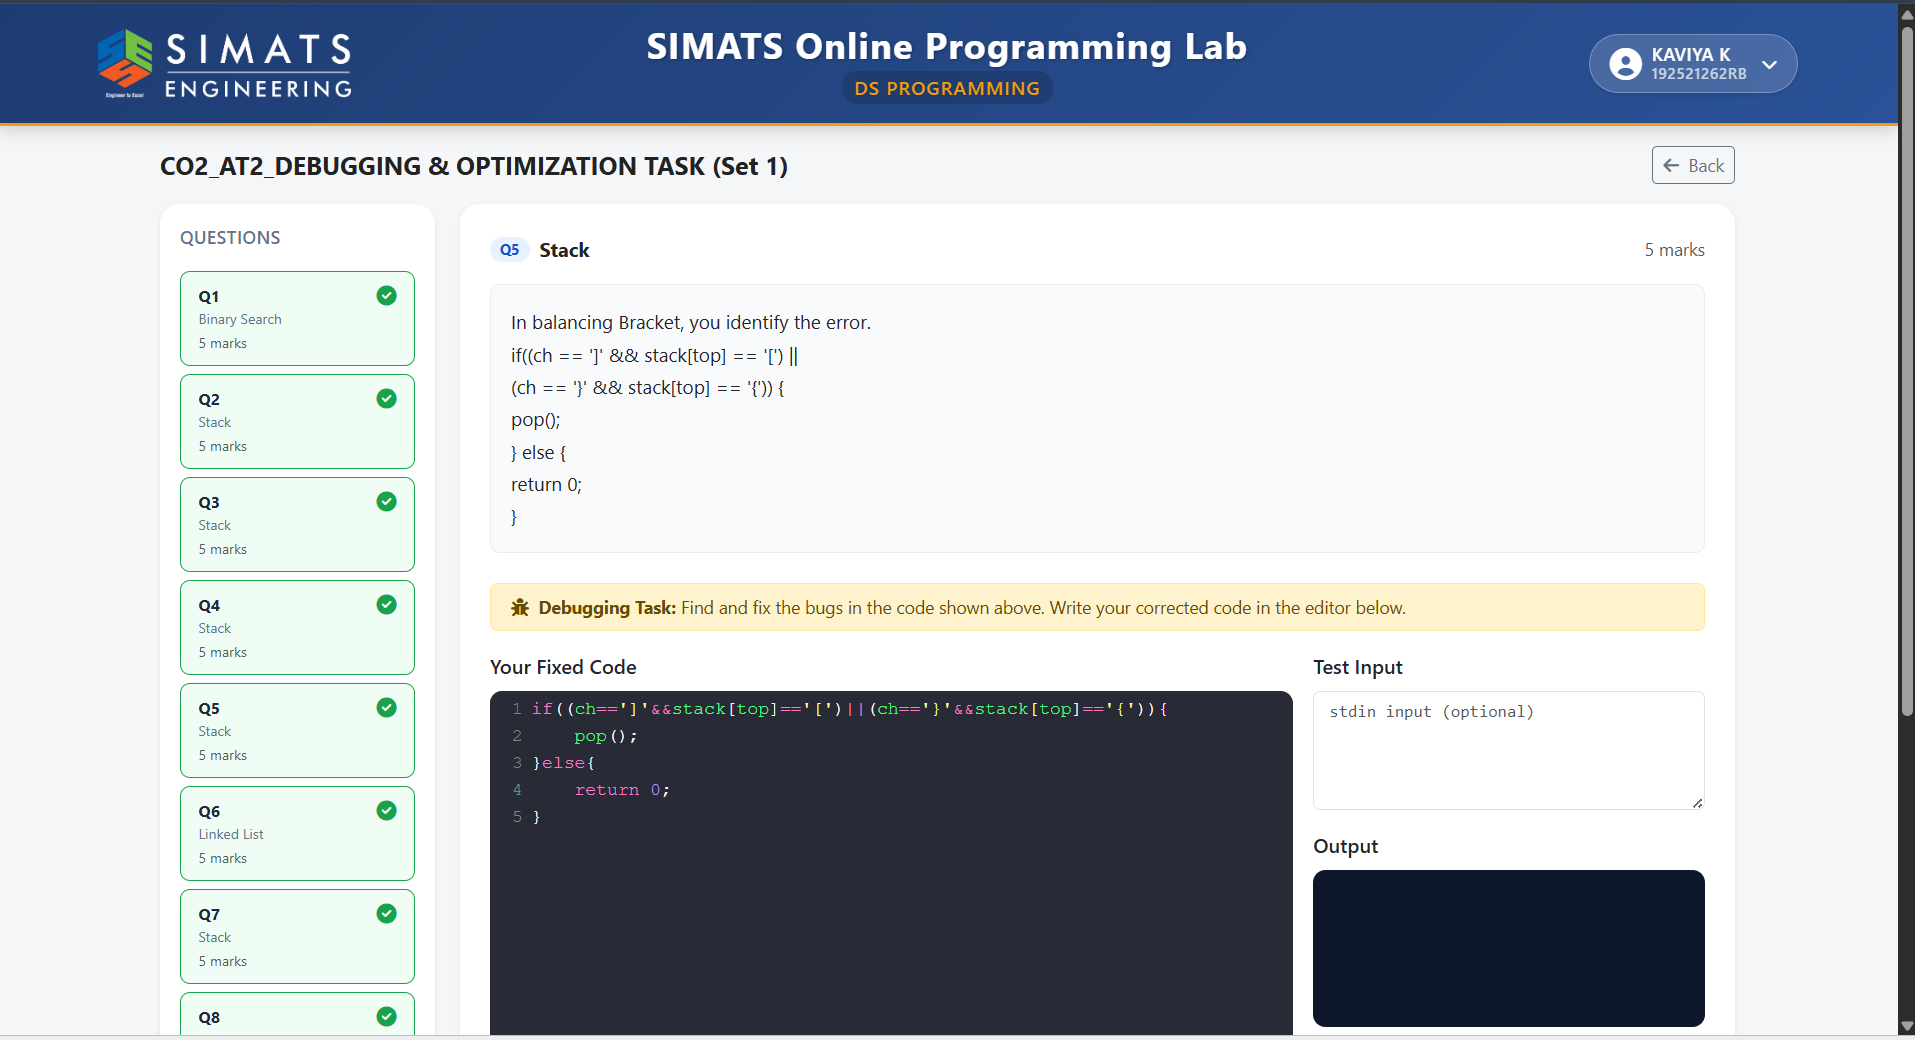 SIMATS
ENGINEERING
Engineer to Excel
SIMATS Online Programming Lab
DS PROGRAMMING
KAVIYA K
192521262RB
CO2_AT2_DEBUGGING & OPTIMIZATION TASK (Set 1)
Back
QUESTIONS
Q1
Binary Search
5 marks
Q2
Stack
5 marks
Q3
Stack
5 marks
Q4
Stack
5 marks
Q5
Stack
5 marks
Q6
Linked List
5 marks
Q7
Stack
5 marks
Q8
Q5 Stack
5 marks
In balancing Bracket, you identify the error.
if((ch == ']' && stack[top] == '[') ||
(ch == '}' && stack[top] == '{')) {
pop();
} else {
return 0;
}
Debugging Task: Find and fix the bugs in the code shown above. Write your corrected code in the editor below.
Your Fixed Code
1 if((ch==']'&&stack[top]=='[')||(ch=='}'&&stack[top]=='{')){
2     pop();
3 }else{
4     return 0;
5 }
Test Input
stdin input (optional)
Output